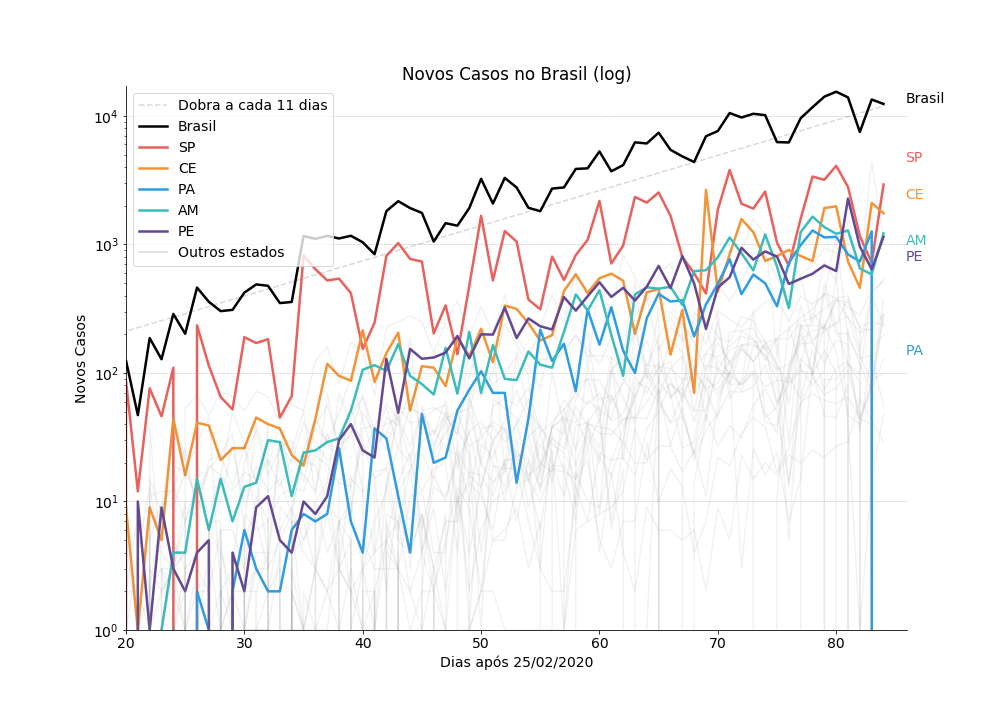 Novos Casos no Brasil (log)
Dobra a cada 11 dias
Brasil
SP
CE
PA
AM
PE
Outros estados
Brasil
SP
CE
AM
PE
PA
10⁴
10³
10²
10¹
10⁰
Novos Casos
20 30 40 50 60 70 80
Dias após 25/02/2020